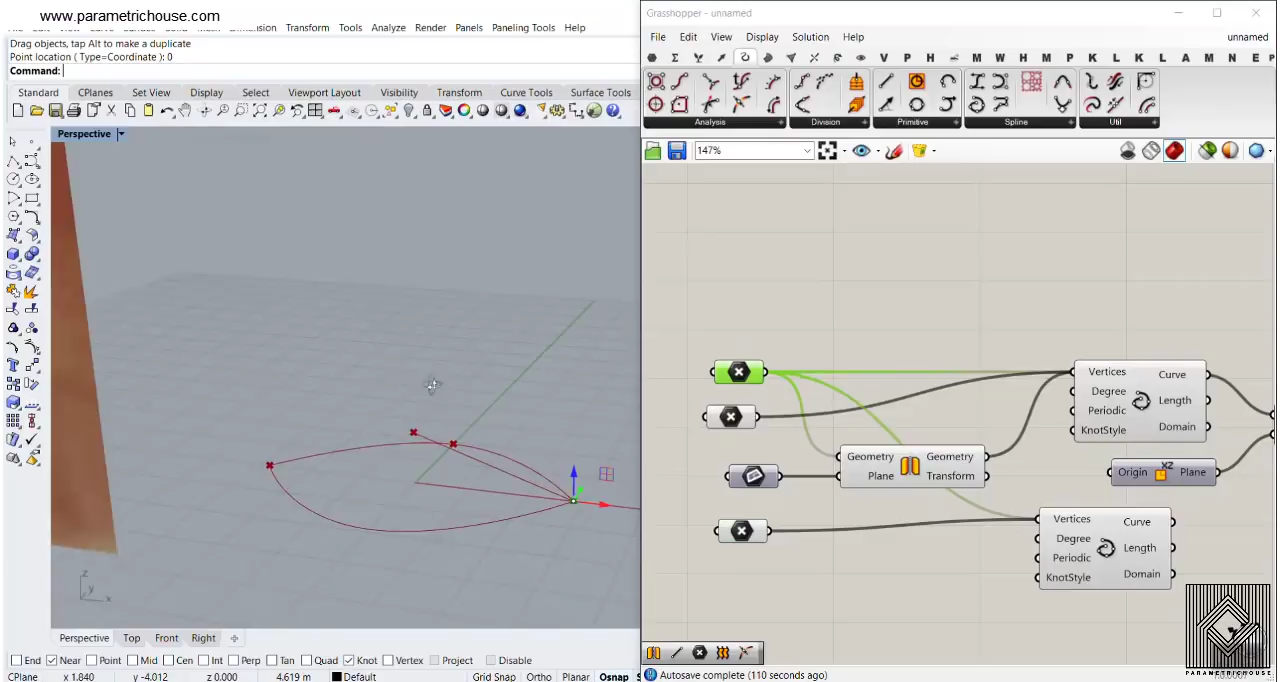 www.parametrichouse.com
Transform Tools Analyze Render Panels Paneling Tools Help
Drag objects, tap Alt to make a duplicate
Point location ( Type=Coordinate ): 0
Command:
Standard CPlanes Set View Display Select Viewport Layout Visibility Transform Curve Tools Surface Tools
Perspective
z
y
x
Perspective Top Front Right
End Near Point Mid Cen Int Perp Tan Quad Knot Vertex Project Disable
CPlane x 1.840 y -4.012 z 0.000 4.619 m Default Grid Snap Ortho Planar Osnap
Grasshopper - unnamed
File Edit View Display Solution Help unnamed
V P H M W H M P K L K L A M N E P
Analysis Division Primitive Spline Util
147%
Vertices Curve
Degree
Length
Periodic
KnotStyle Domain
Geometry Geometry
Plane Transform
Origin XZ Plane
Vertices Curve
Degree
Length
Periodic
KnotStyle Domain
PARAMETRICHOUSE
Autosave complete (110 seconds ago)